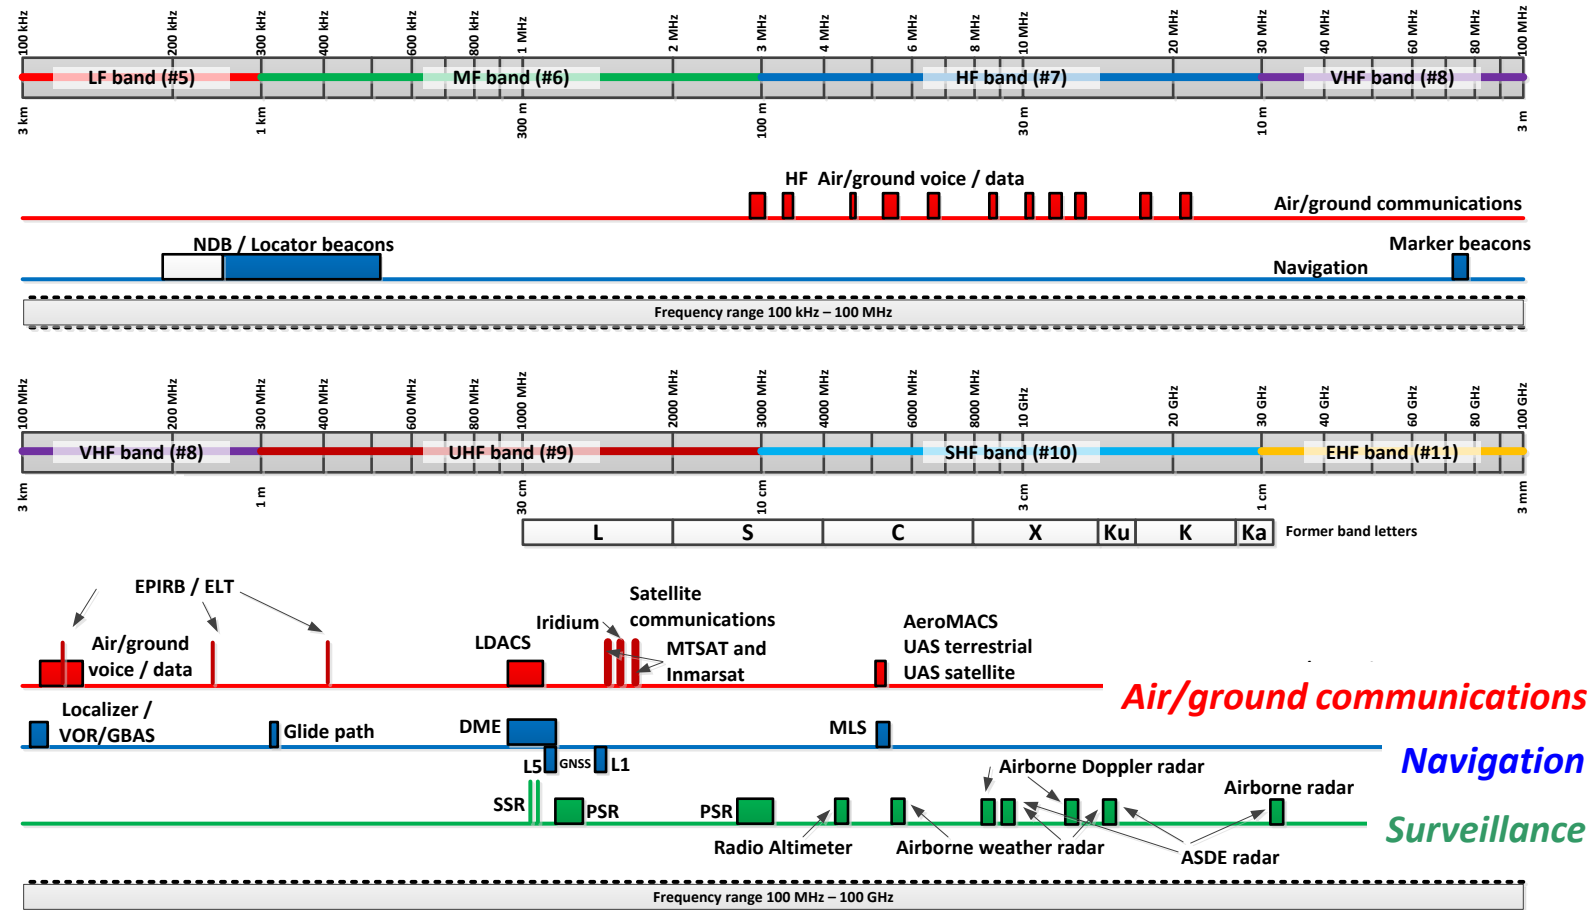 100 kHz 200 kHz 300 kHz 400 kHz 600 kHz 800 kHz 1 MHz 2 MHz 3 MHz 4 MHz 6 MHz 8 MHz 10 MHz 20 MHz 30 MHz 40 MHz 60 MHz 80 MHz 100 MHz
LF band (#5) MF band (#6) HF band (#7) VHF band (#8)
3 km 1 km 300 m 100 m 30 m 10 m 3 m
HF Air/ground voice / data
Air/ground communications
NDB / Locator beacons
Marker beacons
Navigation
Frequency range 100 kHz – 100 MHz
100 MHz 200 MHz 300 MHz 400 MHz 600 MHz 800 MHz 1000 MHz 2000 MHz 3000 MHz 4000 MHz 6000 MHz 8000 MHz 10 GHz 20 GHz 30 GHz 40 GHz 60 GHz 80 GHz 100 GHz
VHF band (#8) UHF band (#9) SHF band (#10) EHF band (#11)
3 km 1 m 30 cm 10 cm 3 cm 1 cm 3 mm
L S C X Ku K Ka Former band letters
EPIRB / ELT
Air/ground
voice / data
LDACS
Iridium
Satellite
communications
MTSAT and
Inmarsat
AeroMACS
UAS terrestrial
UAS satellite
Air/ground communications
Localizer /
VOR/GBAS
Glide path
DME
MLS
L5 GNSS L1
Navigation
SSR
PSR
PSR
Radio Altimeter
Airborne weather radar
Airborne Doppler radar
ASDE radar
Airborne radar
Surveillance
Frequency range 100 MHz – 100 GHz